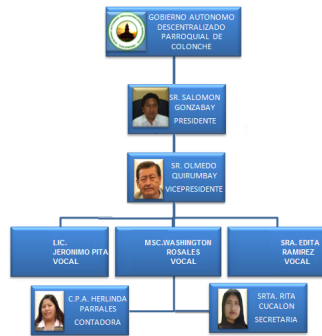 GOBIERNO AUTONOMO
DESCENTRALIZADO
PARROQUIAL DE
COLONCHE
SR. SALOMON
GONZABAY
PRESIDENTE
SR. OLMEDO
QUIRUMBAY
VICEPRESIDENTE
LIC.
JERONIMO PITA
VOCAL
MSC.WASHINGTON
ROSALES
VOCAL
SRA. EDITA
RAMIREZ
VOCAL
C.P.A. HERLINDA
PARRALES
CONTADORA
SRTA. RITA
CUCALON
SECRETARIA